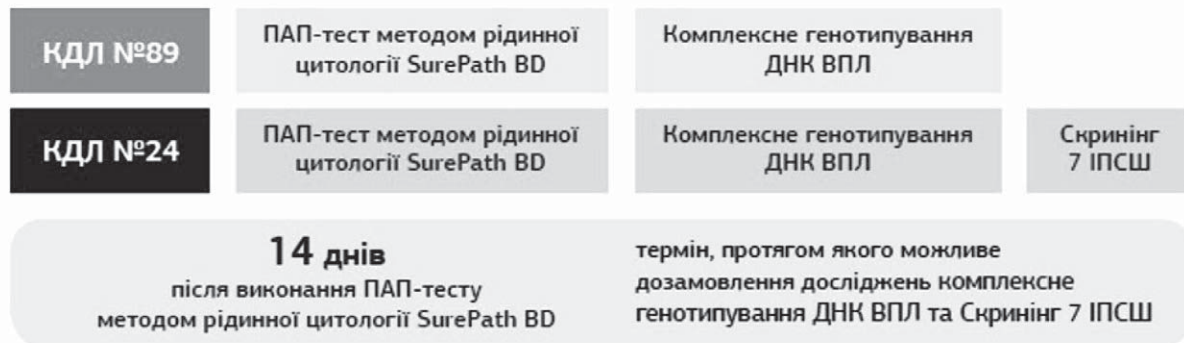 КДЛ №89
ПАП-тест методом рідинної
цитології SurePath BD
Комплексне генотипування
ДНК ВПЛ
КДЛ №24
ПАП-тест методом рідинної
цитології SurePath BD
Комплексне генотипування
ДНК ВПЛ
Скринінг
7 ІПСШ
14 днів
після виконання ПАП-тесту
методом рідинної цитології SurePath BD
термін, протягом якого можливе
дозамовлення досліджень комплексне
генотипування ДНК ВПЛ та Скринінг 7 ІПСШ